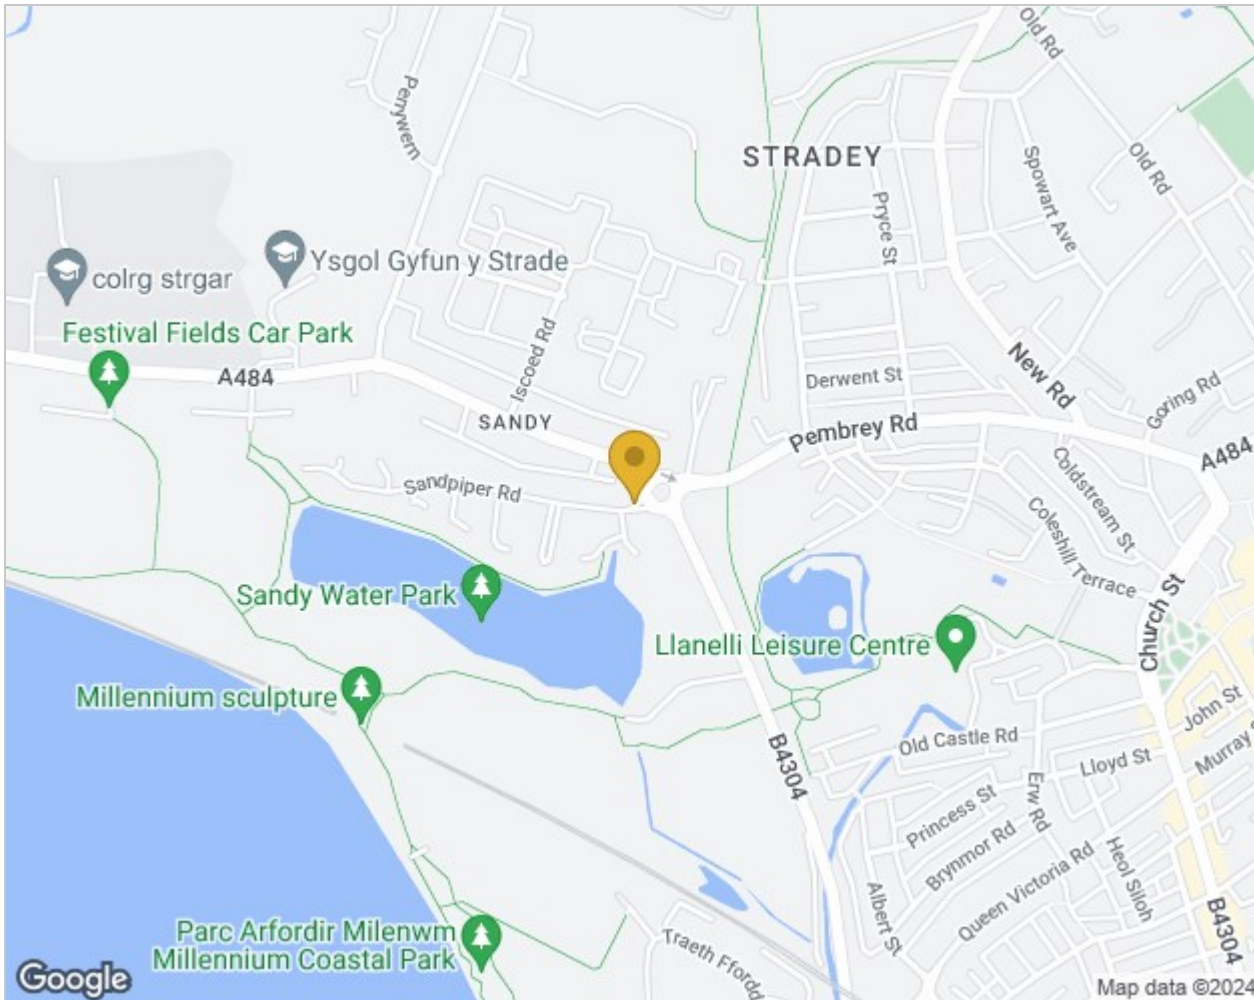 Old Rd
Perrywern
STRADEY
Old Rd
Spowart Ave
Pryce St
Ysgol Gyfun y Strade
colrg strgar
Festival Fields Car Park
Iscoed Rd
A484
Derwent St
New Rd
Goring Rd
SANDY
Pembrey Rd
A484
Sandpiper Rd
Coldstream St
Coleshill Terrace
Sandy Water Park
Church St
Llanelli Leisure Centre
Millennium sculpture
John St
Old Castle Rd
Murray S
B4304
Lloyd St
Princess St
Erw Rd
Brynmor Rd
Heol Siloh
Queen Victoria Rd
Albert St
B4304
Parc Arfordir Milenwm
Millennium Coastal Park
Traeth Ffordd
Google
Map data ©2024